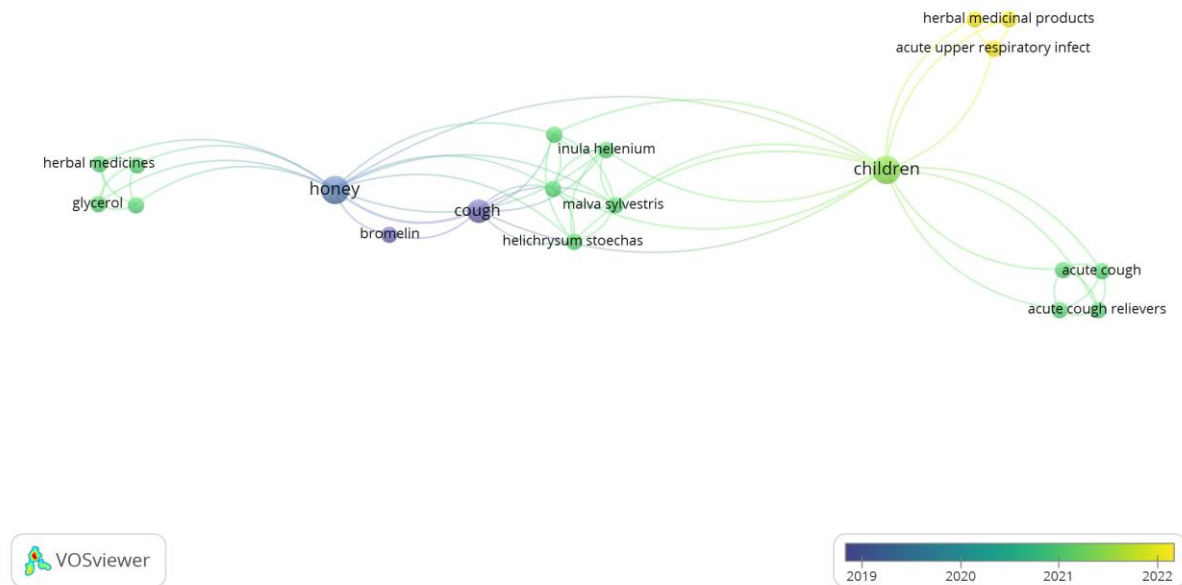 herbal medicinal products
acute upper respiratory infect
inula helenium
herbal medicines
children
honey
glycerol
malva sylvestris
cough
bromelin
helichrysum stoechas
acute cough
acute cough relievers
VOSviewer
2019 2020 2021 2022